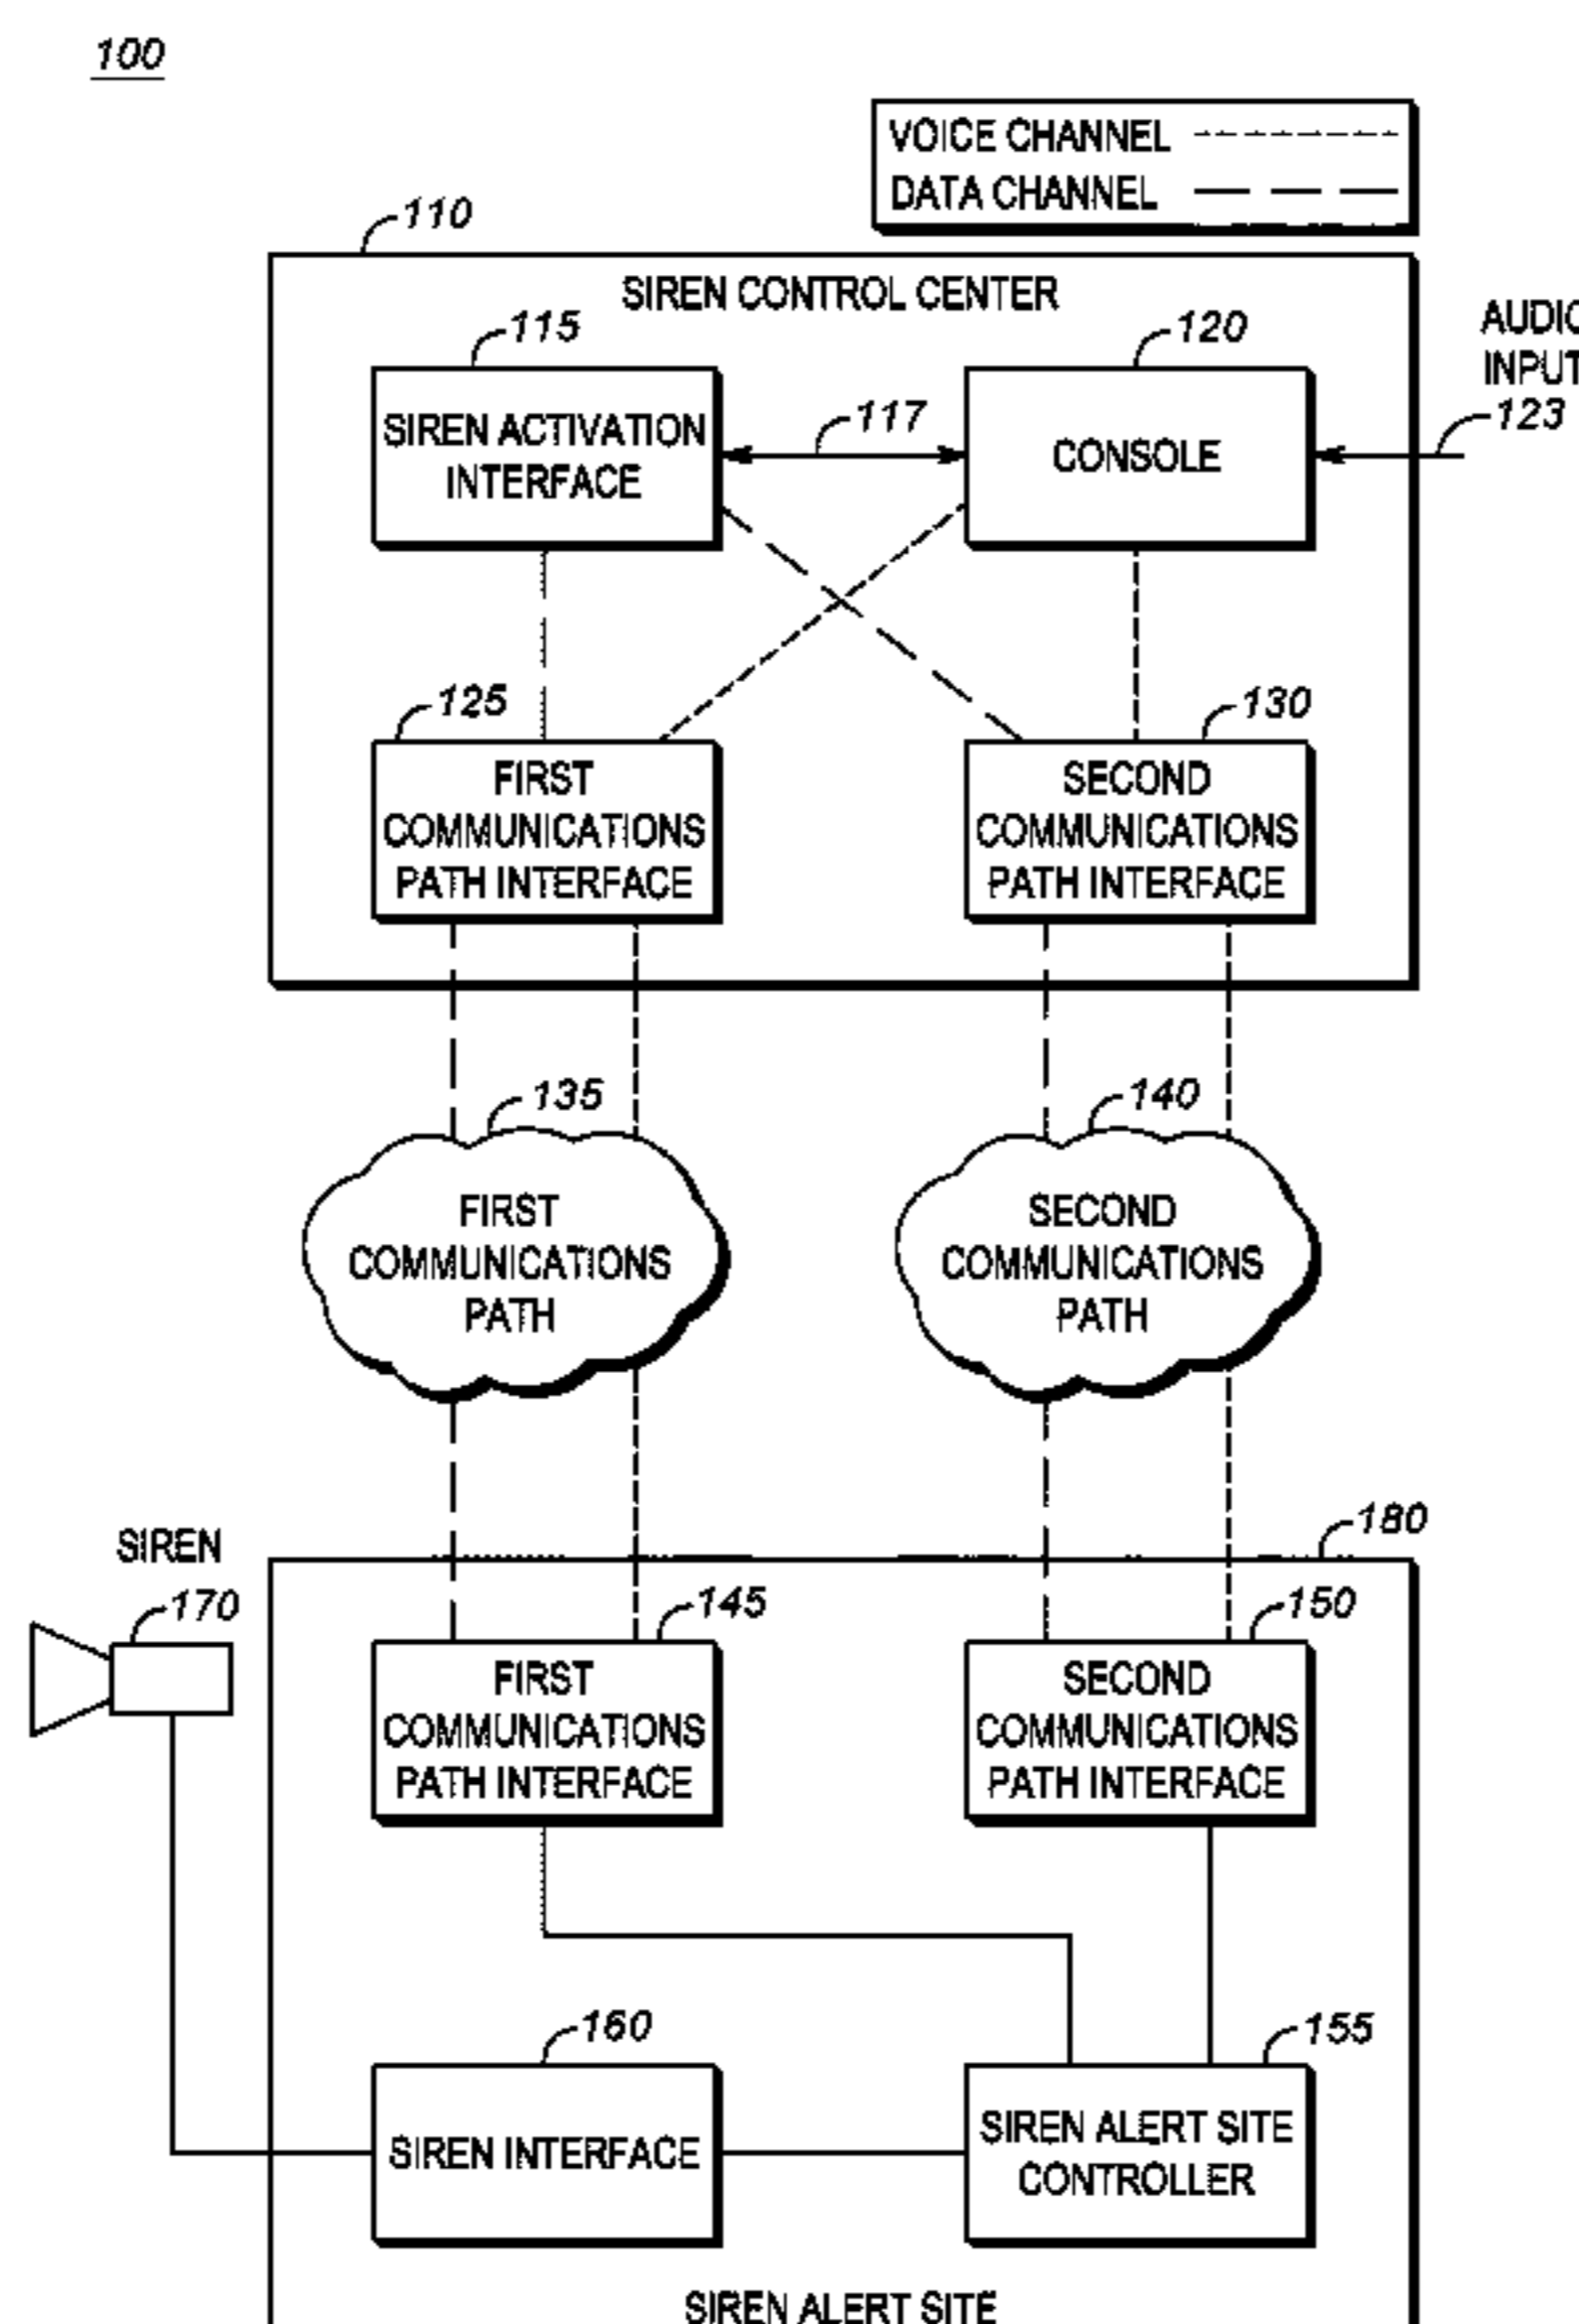 100
VOICE CHANNEL
DATA CHANNEL
110
SIREN CONTROL CENTER
115
120
AUDIO
INPUT
123
SIREN ACTIVATION
INTERFACE
117
CONSOLE
125
130
FIRST
COMMUNICATIONS
PATH INTERFACE
SECOND
COMMUNICATIONS
PATH INTERFACE
135
140
FIRST
COMMUNICATIONS
PATH
SECOND
COMMUNICATIONS
PATH
SIREN
170
180
145
150
FIRST
COMMUNICATIONS
PATH INTERFACE
SECOND
COMMUNICATIONS
PATH INTERFACE
160
155
SIREN INTERFACE
SIREN ALERT SITE
CONTROLLER
SIREN ALERT SITE